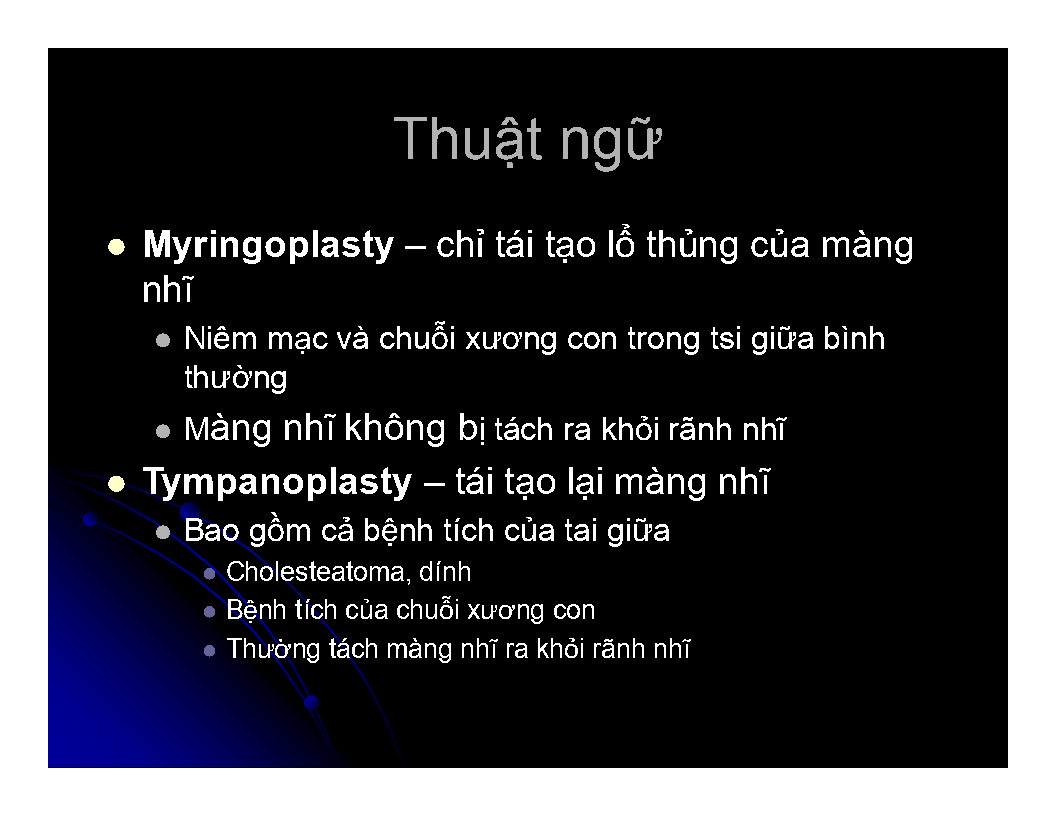 Thuật ngữ
Myringoplasty – chỉ tái tạo lổ thủng của màng
nhĩ
Niêm mạc và chuỗi xương con trong tsi giữa bình
thường
Màng nhĩ không bị tách ra khỏi rãnh nhĩ
Tympanoplasty – tái tạo lại màng nhĩ
Bao gồm cả bệnh tích của tai giữa
Cholesteatoma, dính
Bệnh tích của chuỗi xương con
Thường tách màng nhĩ ra khỏi rãnh nhĩ